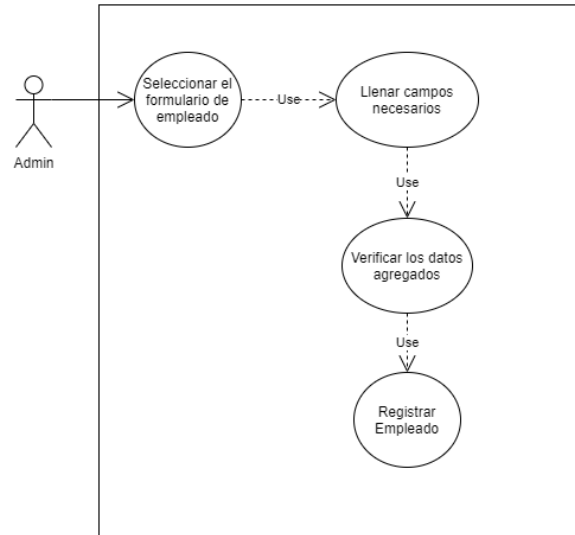 Seleccionar el
formulario de
empleado
Use
Llenar campos
necesarios
Admin
Use
Verificar los datos
agregados
Use
Registrar
Empleado